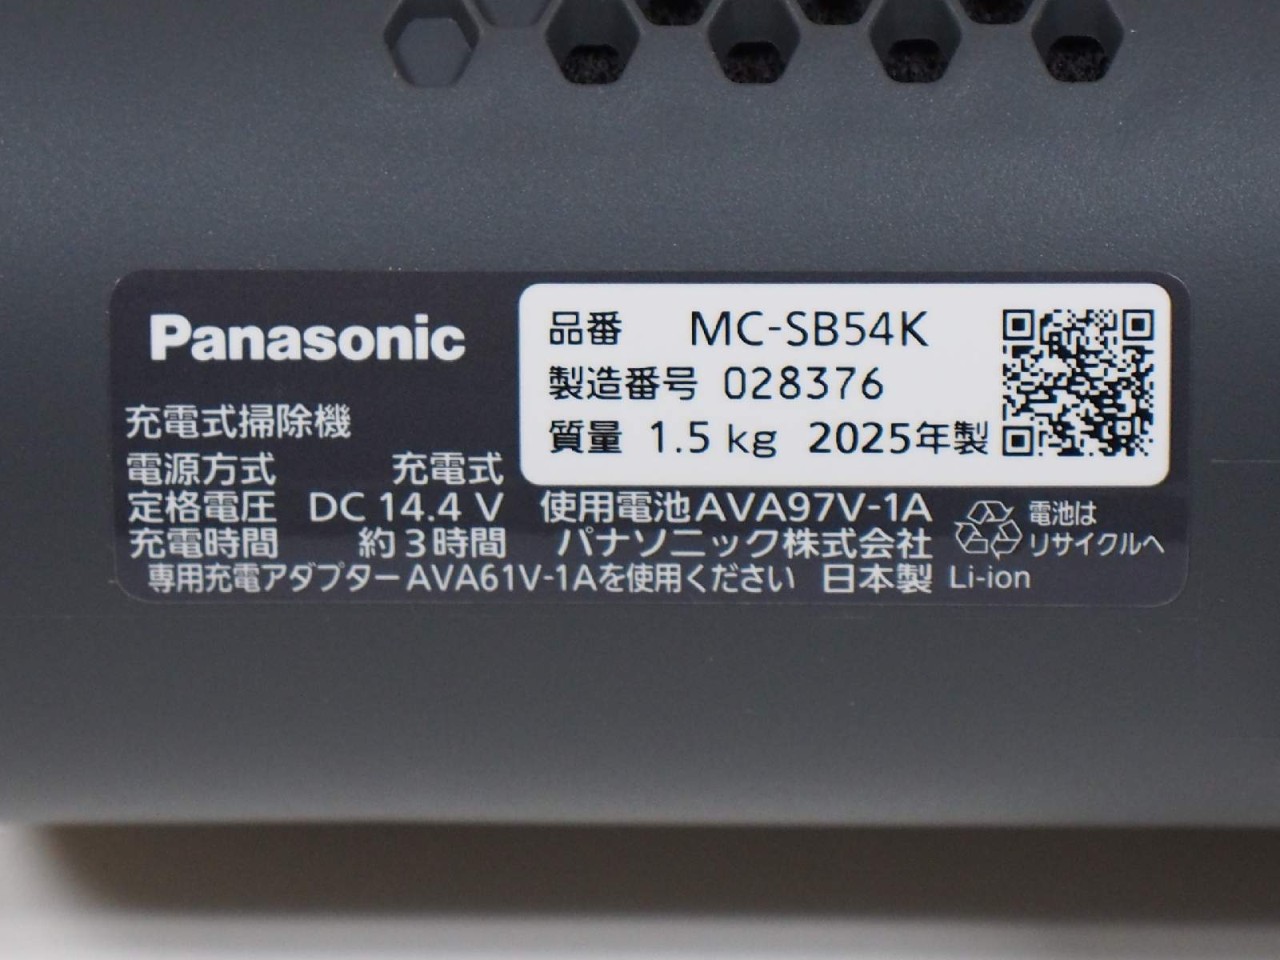 Panasonic
品番 MC-SB54K
製造番号 028376
質量 1.5 kg 2025年製
充電式掃除機
電源方式 充電式
定格電圧 DC 14.4 V 使用電池AVA97V-1A
充電時間 約3時間 パナソニック株式会社
専用充電アダプターAVA61V-1Aを使用ください 日本製 Li-ion
電池は
リサイクルへ